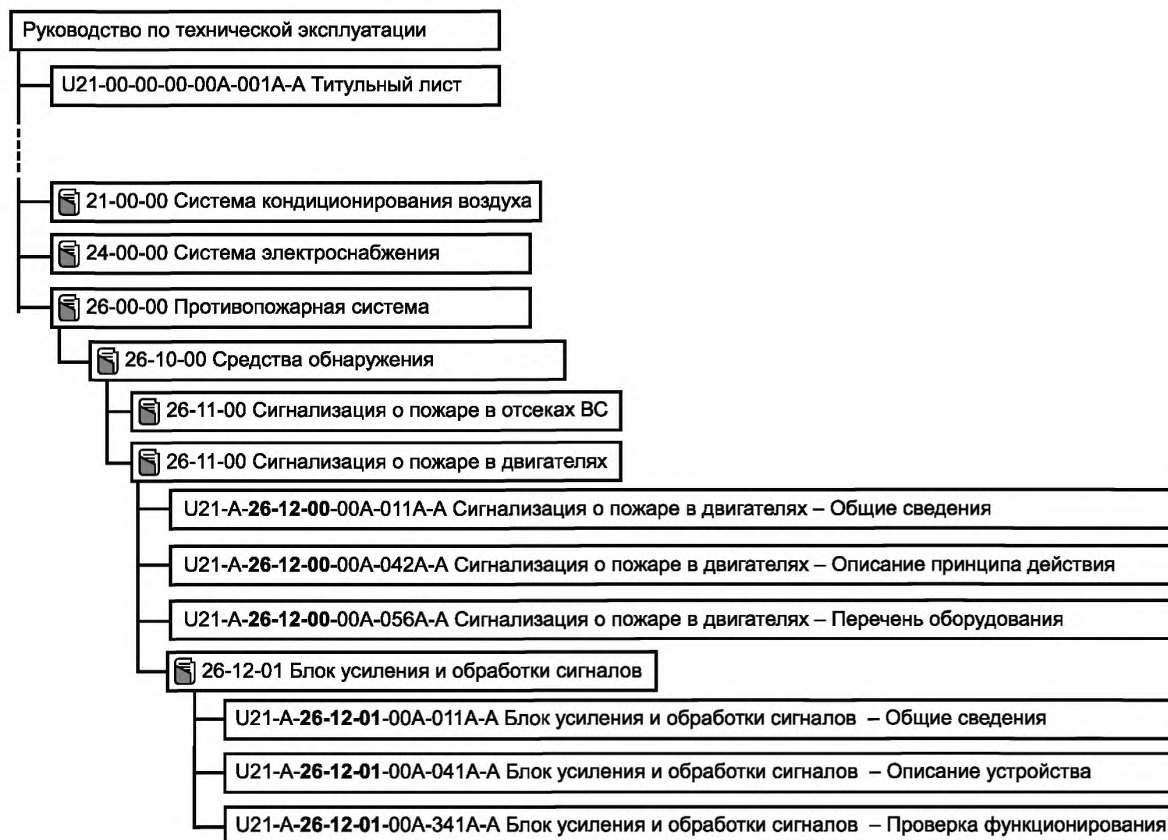 Руководство по технической эксплуатации
U21-00-00-00-00A-001A-A Титульный лист
21-00-00 Система кондиционирования воздуха
24-00-00 Система электроснабжения
26-00-00 Противопожарная система
26-10-00 Средства обнаружения
26-11-00 Сигнализация о пожаре в отсеках ВС
26-11-00 Сигнализация о пожаре в двигателях
U21-A-26-12-00-00A-011A-A Сигнализация о пожаре в двигателях – Общие сведения
U21-A-26-12-00-00A-042A-A Сигнализация о пожаре в двигателях – Описание принципа действия
U21-A-26-12-00-00A-056A-A Сигнализация о пожаре в двигателях – Перечень оборудования
26-12-01 Блок усиления и обработки сигналов
U21-A-26-12-01-00A-011A-A Блок усиления и обработки сигналов – Общие сведения
U21-A-26-12-01-00A-041A-A Блок усиления и обработки сигналов – Описание устройства
U21-A-26-12-01-00A-341A-A Блок усиления и обработки сигналов – Проверка функционирования